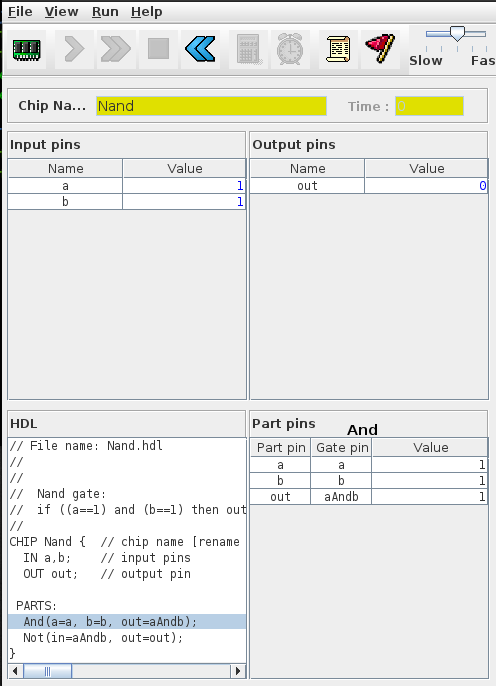 File View Run Help
Slow Fas
Chip Na... Nand Time : 0
Input pins
Name Value
a 1
b 1
Output pins
Name Value
out 0
HDL
// File name: Nand.hdl
//
//
//  Nand gate:
//  if ((a==1) and (b==1) then out
//
CHIP Nand {  // chip name [rename
  IN a,b;    // input pins
  OUT out;   // output pin
 PARTS:
  And(a=a, b=b, out=aAndb);
  Not(in=aAndb, out=out);
}
Part pins And
Part pin Gate pin Value
a a 1
b b 1
out aAndb 1